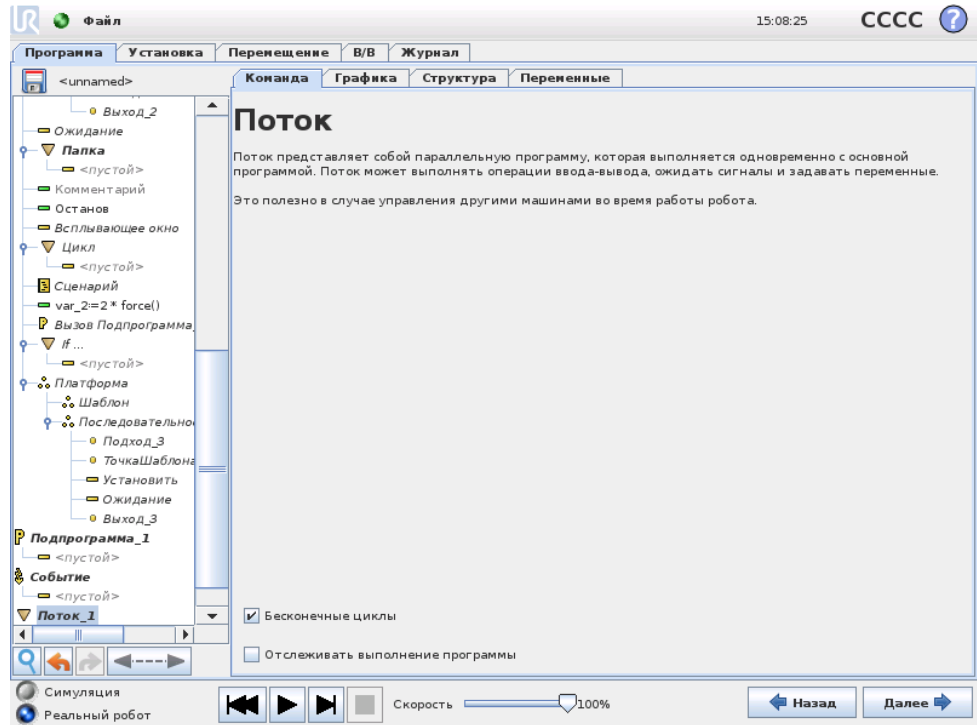 UR Файл 15:08:25 CCCC ?
Программа Установка Перемещение В/В Журнал
<unnamed>
Команда Графика Структура Переменные
Выход_2
Ожидание
Папка
<пустой>
Комментарий
Останов
Всплывающее окно
Цикл
<пустой>
Сценарий
var_2:=2 * force()
Вызов Подпрограмма_
If ...
<пустой>
Платформа
Шаблон
Последовательно
Подход_3
ТочкаШаблона
Установить
Ожидание
Выход_3
Подпрограмма_1
<пустой>
Событие
<пустой>
Поток_1
Поток
Поток представляет собой параллельную программу, которая выполняется одновременно с основной
программой. Поток может выполнять операции ввода-вывода, ожидать сигналы и задавать переменные.
Это полезно в случае управления другими машинами во время работы робота.
Бесконечные циклы
Отслеживать выполнение программы
Симуляция
Реальный робот
Скорость 100%
Назад Далее